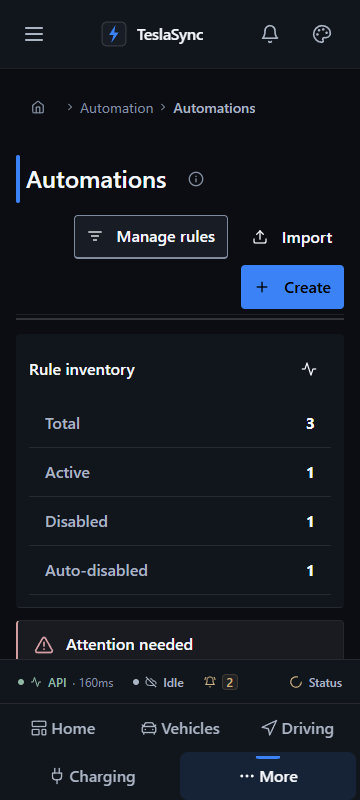 TeslaSync
Automation Automations
Automations
Manage rules Import
Create
Rule inventory
Total 3
Active 1
Disabled 1
Auto-disabled 1
Attention needed
API · 160ms Idle 2 Status
Home Vehicles Driving
Charging More